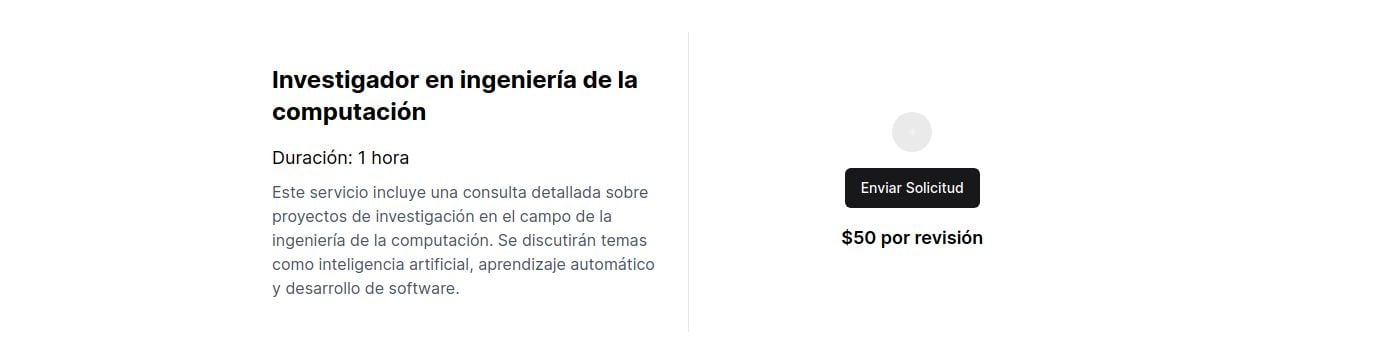 Investigador en ingeniería de la
computación
Duración: 1 hora
Este servicio incluye una consulta detallada sobre
proyectos de investigación en el campo de la
ingeniería de la computación. Se discutirán temas
como inteligencia artificial, aprendizaje automático
y desarrollo de software.
Enviar Solicitud
$50 por revisión